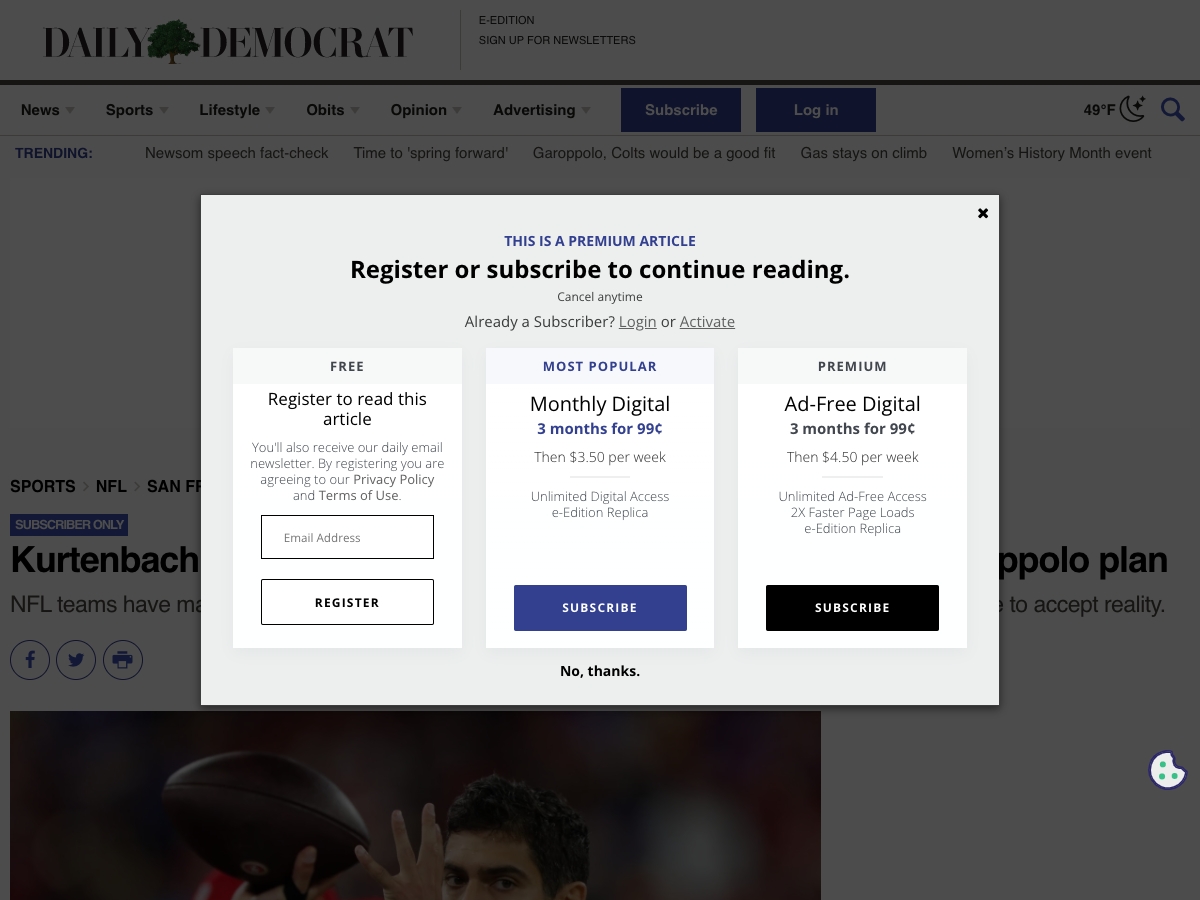 DAILY DEMOCRAT
E-EDITION
SIGN UP FOR NEWSLETTERS
News Sports Lifestyle Obits Opinion Advertising Subscribe Log in 49°F
TRENDING: Newsom speech fact-check Time to 'spring forward' Garoppolo, Colts would be a good fit Gas stays on climb Women’s History Month event
THIS IS A PREMIUM ARTICLE
Register or subscribe to continue reading.
Cancel anytime
Already a Subscriber? Login or Activate
FREE
Register to read this
article
You'll also receive our daily email
newsletter. By registering you are
agreeing to our Privacy Policy
and Terms of Use.
Email Address
REGISTER
MOST POPULAR
Monthly Digital
3 months for 99¢
Then $3.50 per week
Unlimited Digital Access
e-Edition Replica
SUBSCRIBE
PREMIUM
Ad-Free Digital
3 months for 99¢
Then $4.50 per week
Unlimited Ad-Free Access
2X Faster Page Loads
e-Edition Replica
SUBSCRIBE
No, thanks.
SPORTS NFL SAN FR
SUBSCRIBER ONLY
Kurtenbach ppolo plan
NFL teams have ma e to accept reality.